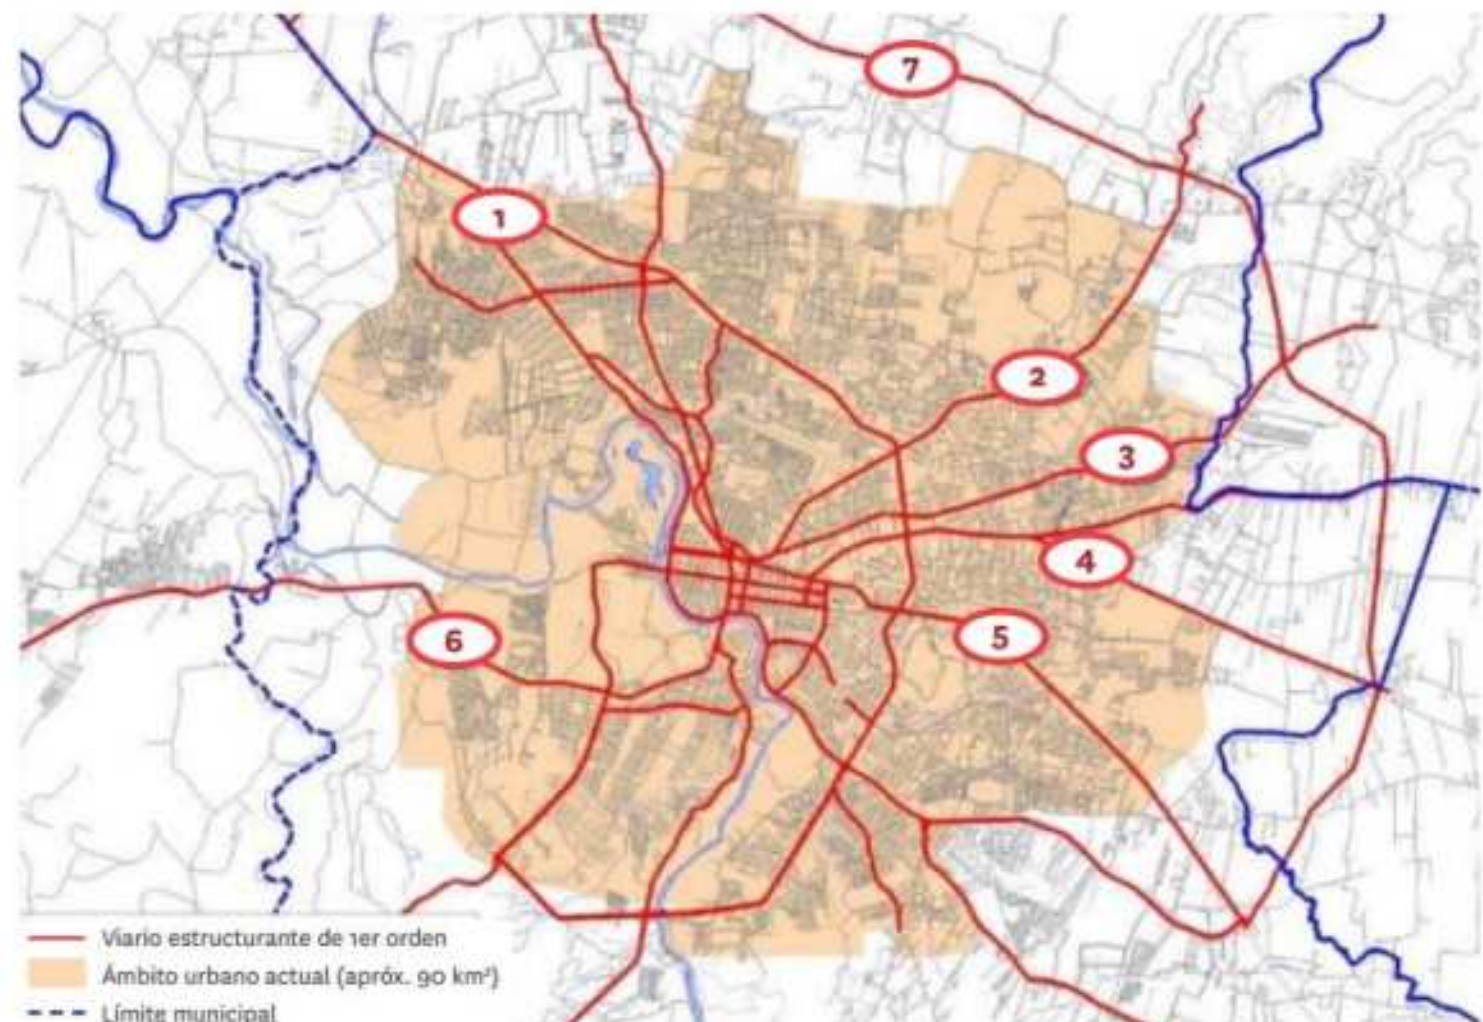 7
1
2
3
4
5
6
Viario estructurante de 1er orden
Ámbito urbano actual (apróx. 90 km²)
Límite municipal